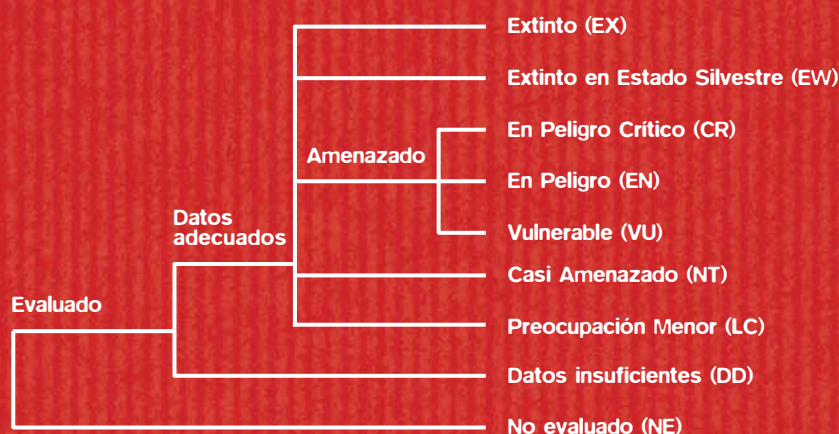 Extinto (EX)
Extinto en Estado Silvestre (EW)
En Peligro Crítico (CR)
Amenazado
En Peligro (EN)
Datos
adecuados
Vulnerable (VU)
Casi Amenazado (NT)
Evaluado
Preocupación Menor (LC)
Datos insuficientes (DD)
No evaluado (NE)